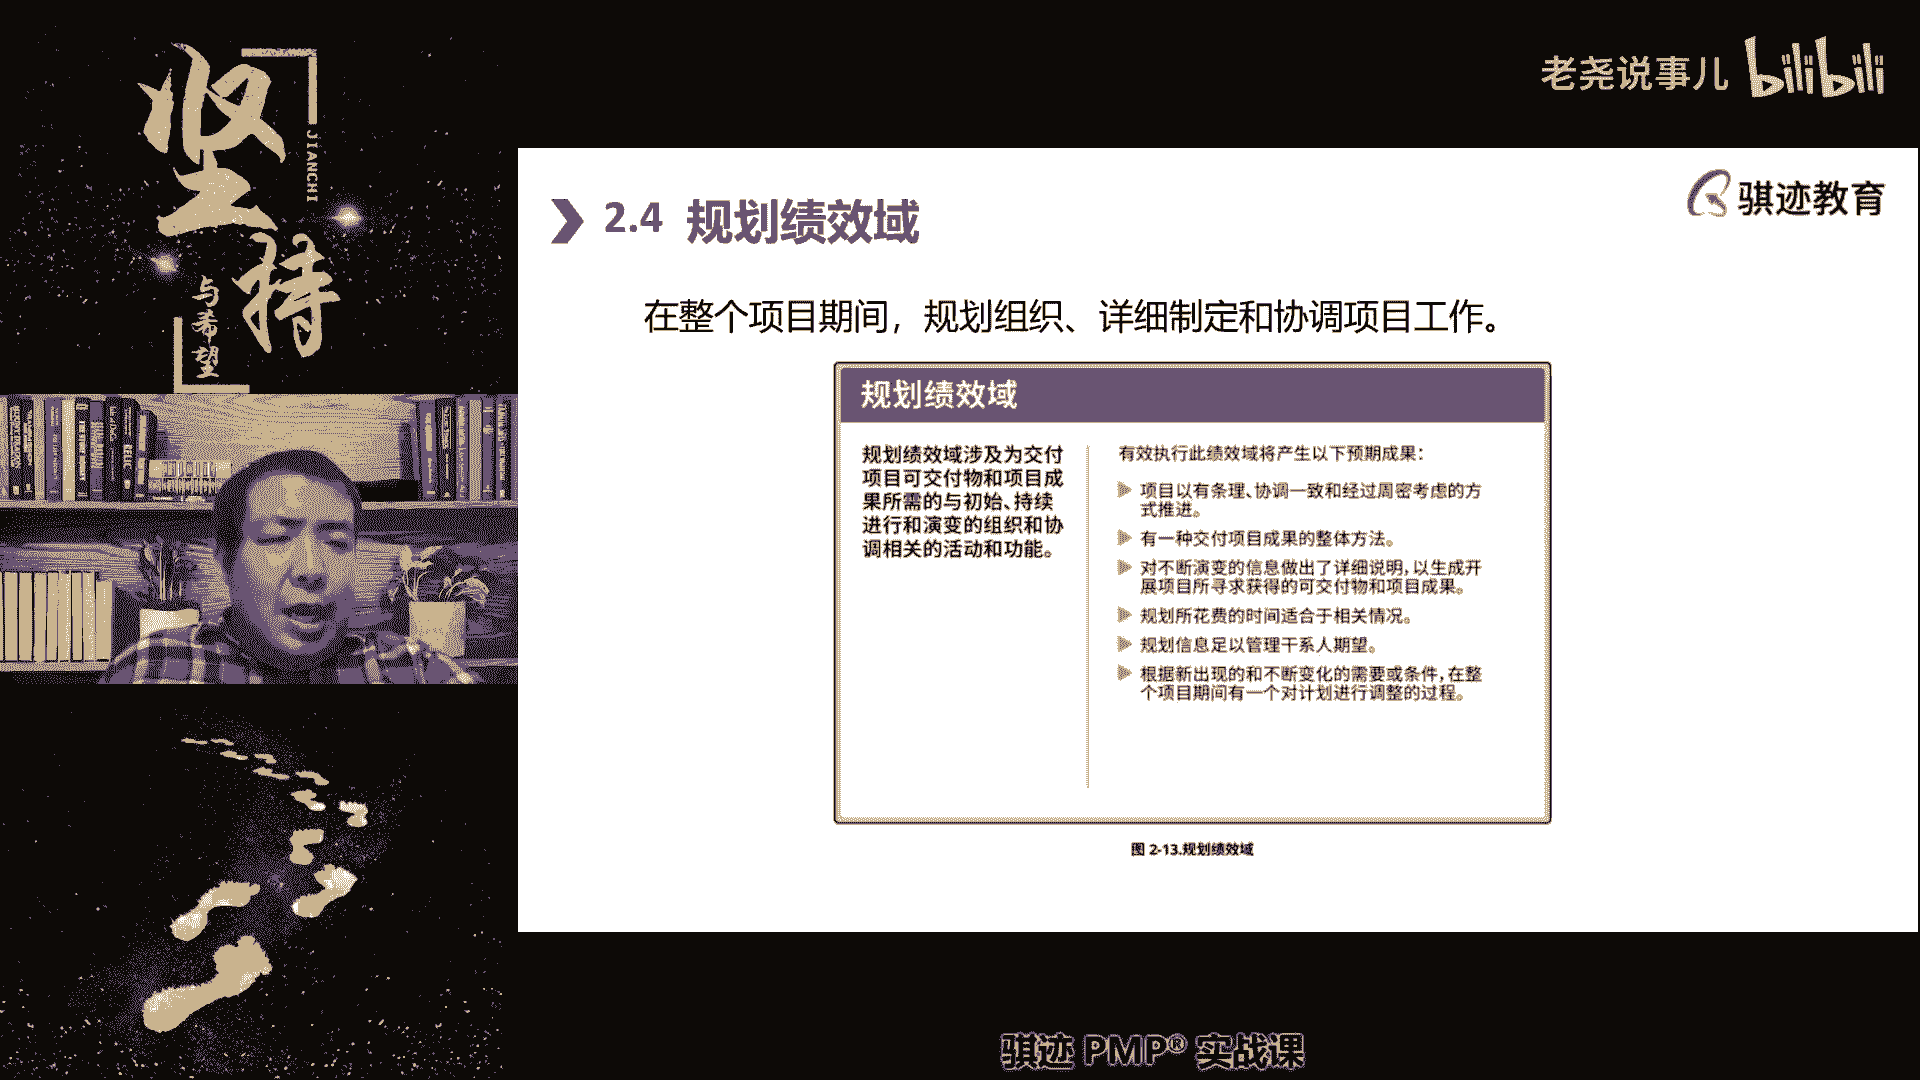 坚持
JIANCHI
与希望
老尧说事儿 bilibili
骐迹教育
2.4 规划绩效域
在整个项目期间，规划组织、详细制定和协调项目工作。
规划绩效域
规划绩效域涉及为交付
项目可交付物和项目成
果所需的与初始、持续
进行和演变的组织和协
调相关的活动和功能。
有效执行此绩效域将产生以下预期成果：
项目以有条理、协调一致和经过周密考虑的方
式推进。
有一种交付项目成果的整体方法。
对不断演变的信息做出了详细说明，以生成开
展项目所寻求获得的可交付物和项目成果。
规划所花费的时间适合于相关情况。
规划信息足以管理干系人期望。
根据新出现的和不断变化的需要或条件，在整
个项目期间有一个对计划进行调整的过程。
图 2-13.规划绩效域
骐迹 PMP® 实战课